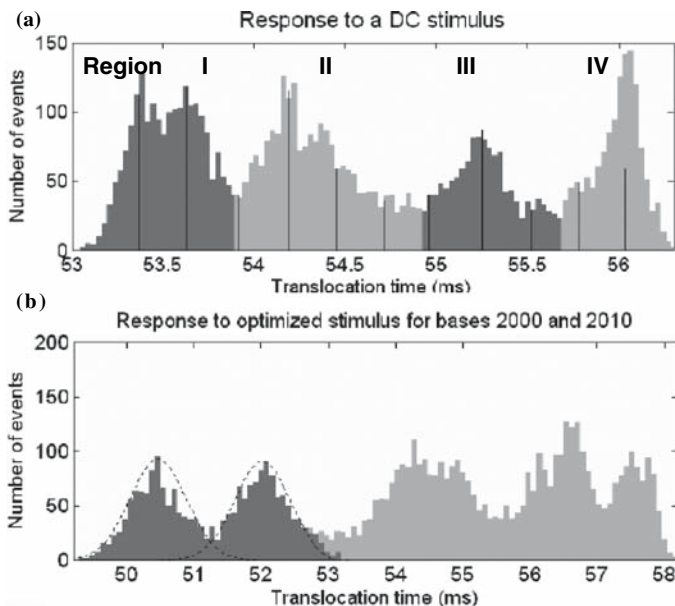 (a)
Response to a DC stimulus
Region I II III IV
150
100
50
0
Number of events
53 53.5 54 54.5 55 55.5 56
Translocation time (ms)
(b)
Response to optimized stimulus for bases 2000 and 2010
200
150
100
50
0
Number of events
50 51 52 53 54 55 56 57 58
Translocation time (ms)